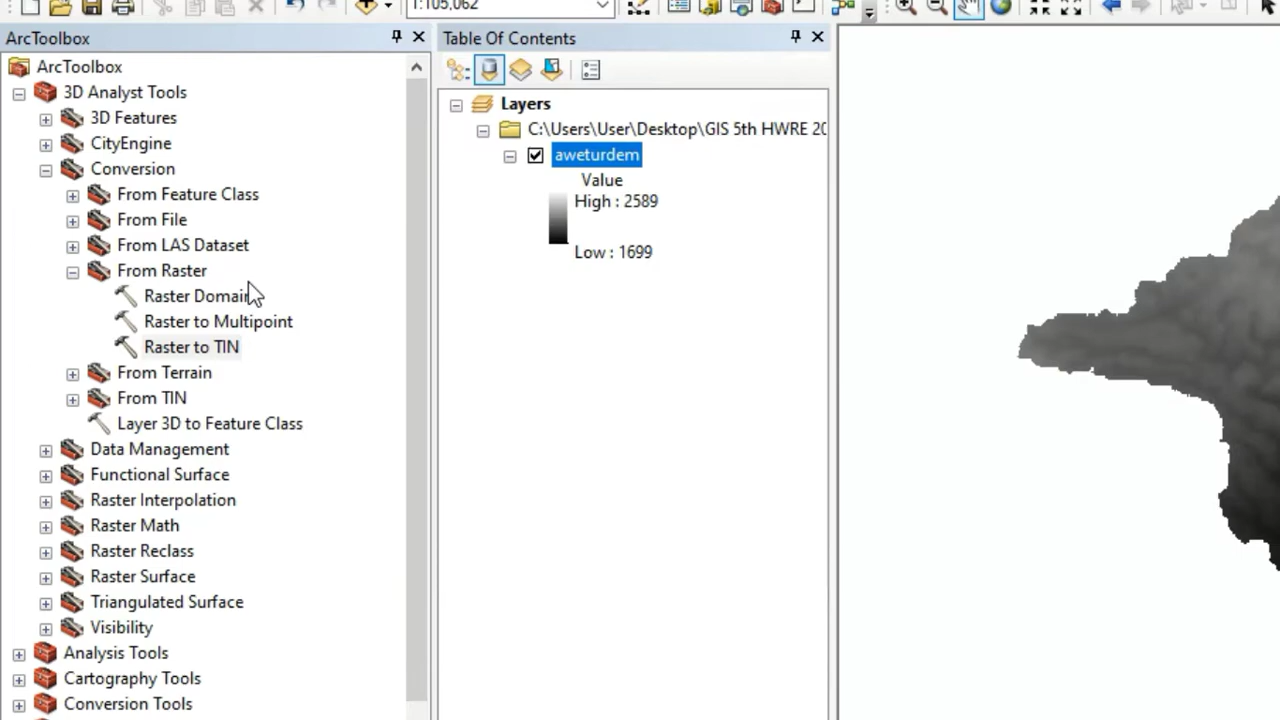 1:105,062
ArcToolbox
ArcToolbox
3D Analyst Tools
3D Features
CityEngine
Conversion
From Feature Class
From File
From LAS Dataset
From Raster
Raster Domain
Raster to Multipoint
Raster to TIN
From Terrain
From TIN
Layer 3D to Feature Class
Data Management
Functional Surface
Raster Interpolation
Raster Math
Raster Reclass
Raster Surface
Triangulated Surface
Visibility
Analysis Tools
Cartography Tools
Conversion Tools
Table Of Contents
Layers
C:\Users\User\Desktop\GIS 5th HWRE 20
aweturdem
Value
High : 2589
Low : 1699